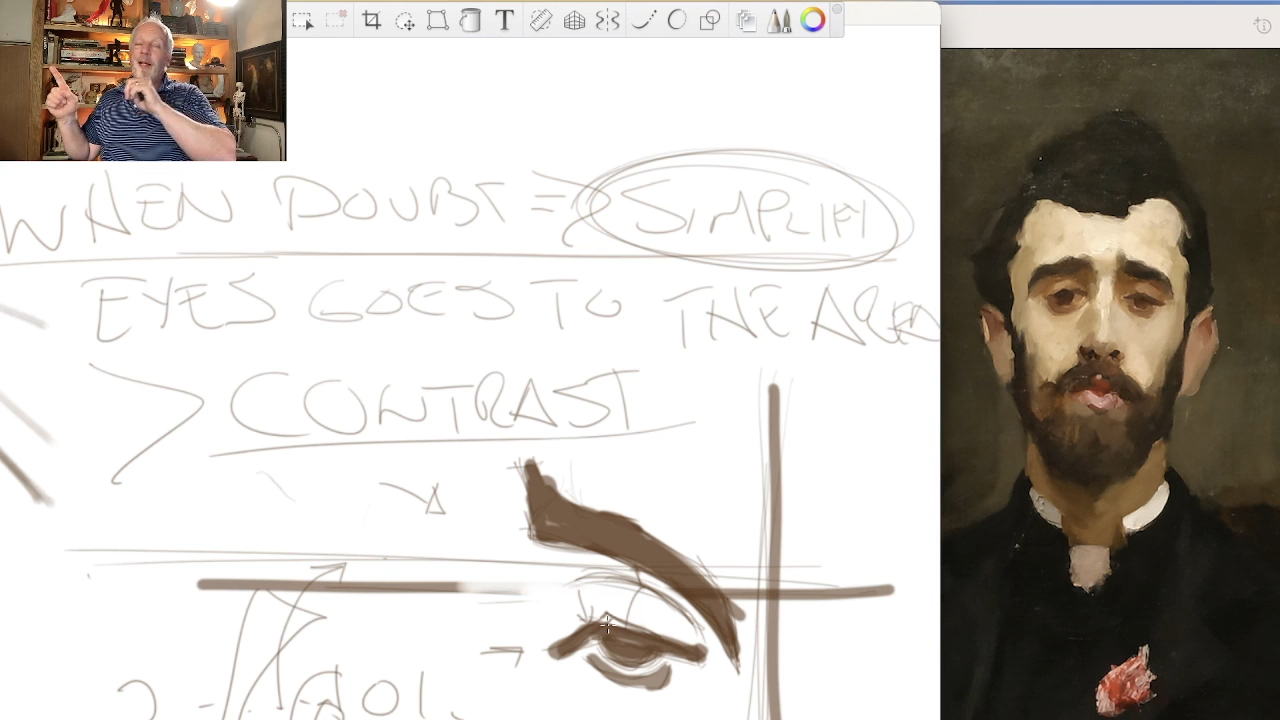 WHEN DOUBT => SIMPLIFY
EYES GOES TO THE AREA
> CONTRAST